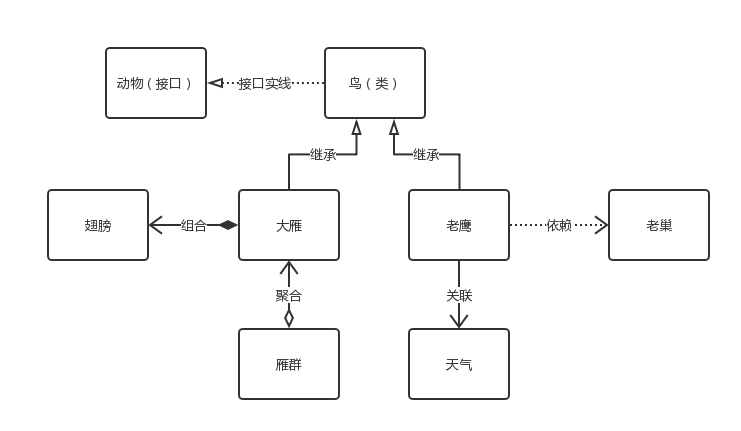 动物（接口）
接口实线
鸟（类）
继承
继承
翅膀
组合
大雁
老鹰
依赖
老巢
聚合
关联
雁群
天气